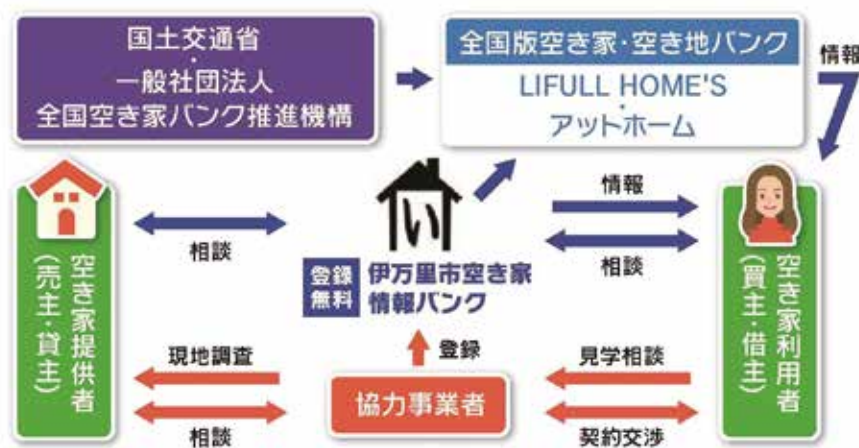 国土交通省
・
一般社団法人
全国空き家バンク推進機構
全国版空き家・空き地バンク
LIFULL HOME'S
・
アットホーム
情報
空き家提供者
(売主・貸主)
相談
い
登録
無料
伊万里市空き家
情報バンク
情報
相談
空き家利用者
(買主・借主)
現地調査
相談
登録
協力事業者
見学相談
契約交渉